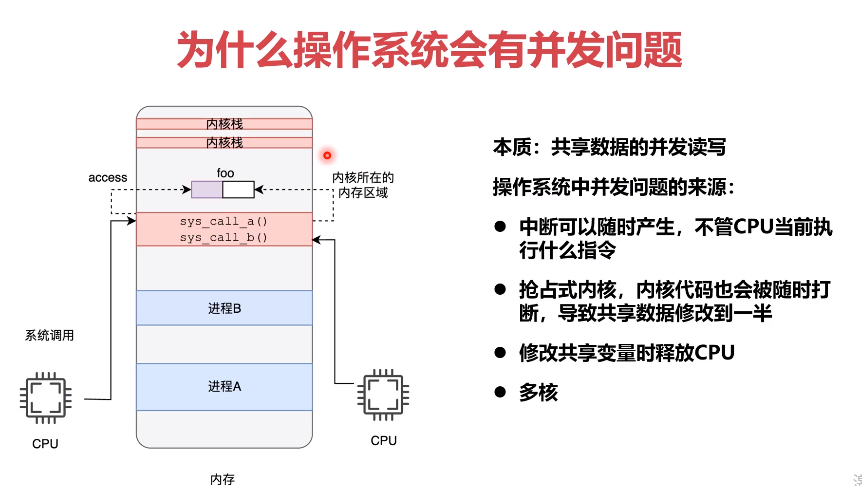 为什么操作系统会有并发问题
内核栈
内核栈
access
foo
内核所在的
内存区域
sys_call_a()
sys_call_b()
进程B
系统调用
进程A
CPU
CPU
内存
本质：共享数据的并发读写
操作系统中并发问题的来源：
● 中断可以随时产生，不管CPU当前执
行什么指令
● 抢占式内核，内核代码也会被随时打
断，导致共享数据修改到一半
● 修改共享变量时释放CPU
● 多核